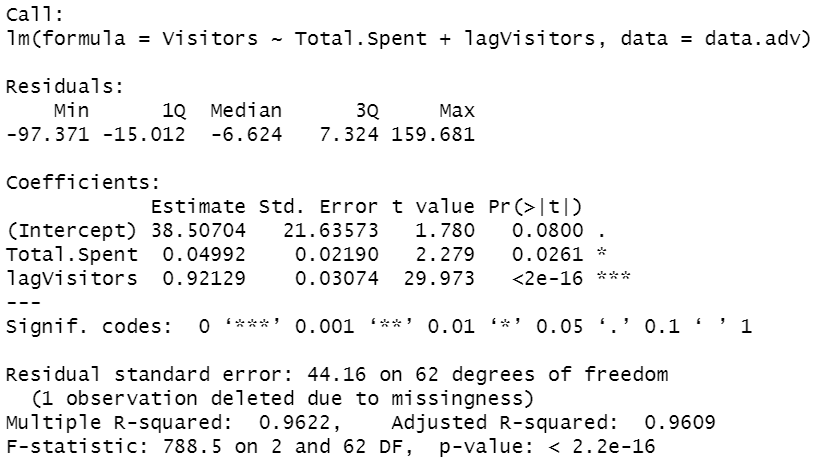 Call:
lm(formula = Visitors ~ Total.Spent + lagVisitors, data = data.adv)

Residuals:
    Min      1Q  Median      3Q     Max
-97.371 -15.012  -6.624   7.324 159.681

Coefficients:
            Estimate Std. Error t value Pr(>|t|)
(Intercept) 38.50704   21.63573   1.780   0.0800 .
Total.Spent  0.04992    0.02190   2.279   0.0261 *
lagVisitors  0.92129    0.03074  29.973   <2e-16 ***
---
Signif. codes:  0 ‘***’ 0.001 ‘**’ 0.01 ‘*’ 0.05 ‘.’ 0.1 ‘ ’ 1

Residual standard error: 44.16 on 62 degrees of freedom
  (1 observation deleted due to missingness)
Multiple R-squared:  0.9622,    Adjusted R-squared:  0.9609
F-statistic: 788.5 on 2 and 62 DF,  p-value: < 2.2e-16